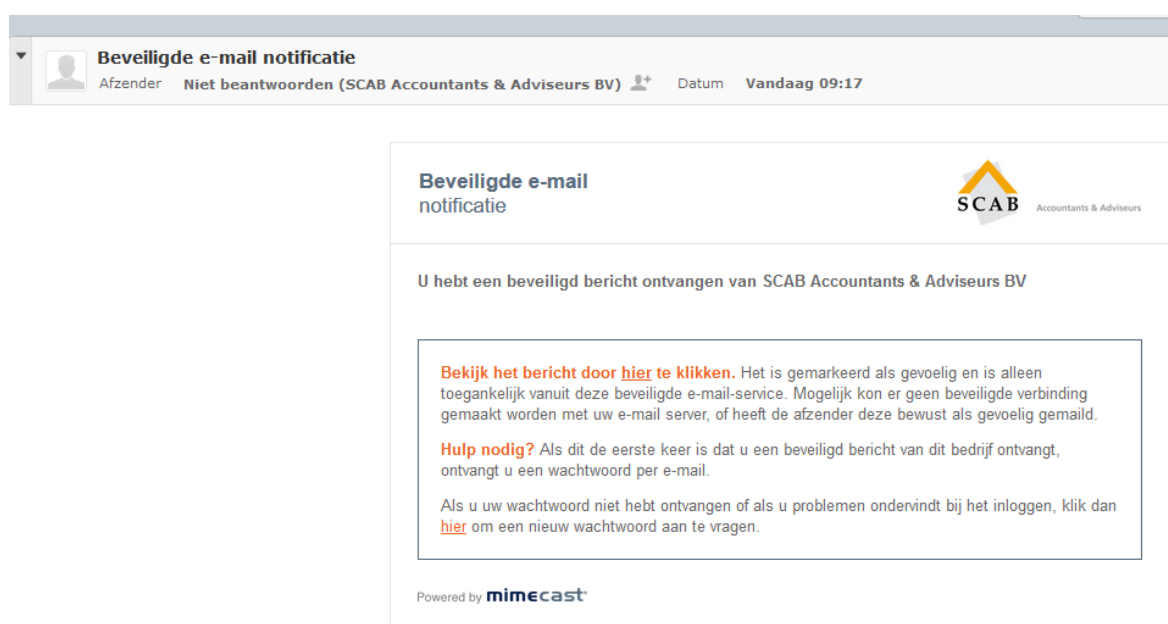 Beveiligde e-mail notificatie
Afzender Niet beantwoorden (SCAB Accountants & Adviseurs BV) Datum Vandaag 09:17
Beveiligde e-mail
notificatie
SCAB Accountants & Adviseurs
U hebt een beveiligd bericht ontvangen van SCAB Accountants & Adviseurs BV
Bekijk het bericht door hier te klikken. Het is gemarkeerd als gevoelig en is alleen
toegankelijk vanuit deze beveiligde e-mail-service. Mogelijk kon er geen beveiligde verbinding
gemaakt worden met uw e-mail server, of heeft de afzender deze bewust als gevoelig gemaild.
Hulp nodig? Als dit de eerste keer is dat u een beveiligd bericht van dit bedrijf ontvangt,
ontvangt u een wachtwoord per e-mail.
Als u uw wachtwoord niet hebt ontvangen of als u problemen ondervindt bij het inloggen, klik dan
hier om een nieuw wachtwoord aan te vragen.
Powered by mimecast